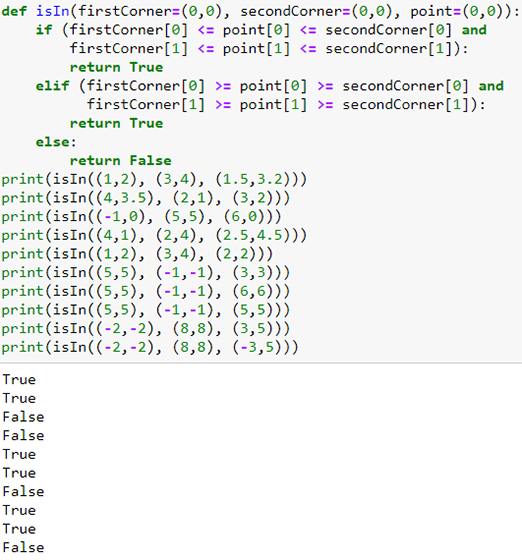 def isIn(firstCorner=(0,0), secondCorner=(0,0), point=(0,0)):
    if (firstCorner[0] <= point[0] <= secondCorner[0] and
        firstCorner[1] <= point[1] <= secondCorner[1]):
        return True
    elif (firstCorner[0] >= point[0] >= secondCorner[0] and
          firstCorner[1] >= point[1] >= secondCorner[1]):
        return True
    else:
        return False
print(isIn((1,2), (3,4), (1.5,3.2)))
print(isIn((4,3.5), (2,1), (3,2)))
print(isIn((-1,0), (5,5), (6,0)))
print(isIn((4,1), (2,4), (2.5,4.5)))
print(isIn((1,2), (3,4), (2,2)))
print(isIn((5,5), (-1,-1), (3,3)))
print(isIn((5,5), (-1,-1), (6,6)))
print(isIn((5,5), (-1,-1), (5,5)))
print(isIn((-2,-2), (8,8), (3,5)))
print(isIn((-2,-2), (8,8), (-3,5)))
True
True
False
False
True
True
False
True
True
False